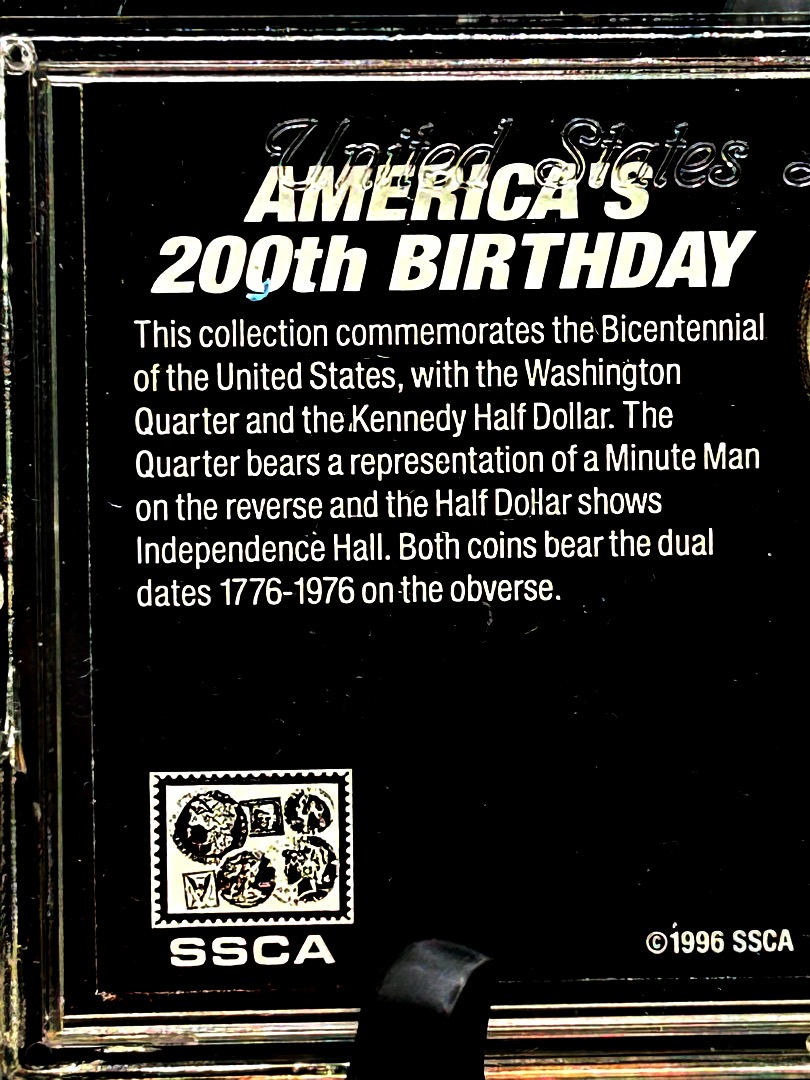 United States
AMERICA'S
200th BIRTHDAY
This collection commemorates the Bicentennial
of the United States, with the Washington
Quarter and the Kennedy Half Dollar. The
Quarter bears a representation of a Minute Man
on the reverse and the Half Dollar shows
Independence Hall. Both coins bear the dual
dates 1776-1976 on the obverse.
SSCA
©1996 SSCA